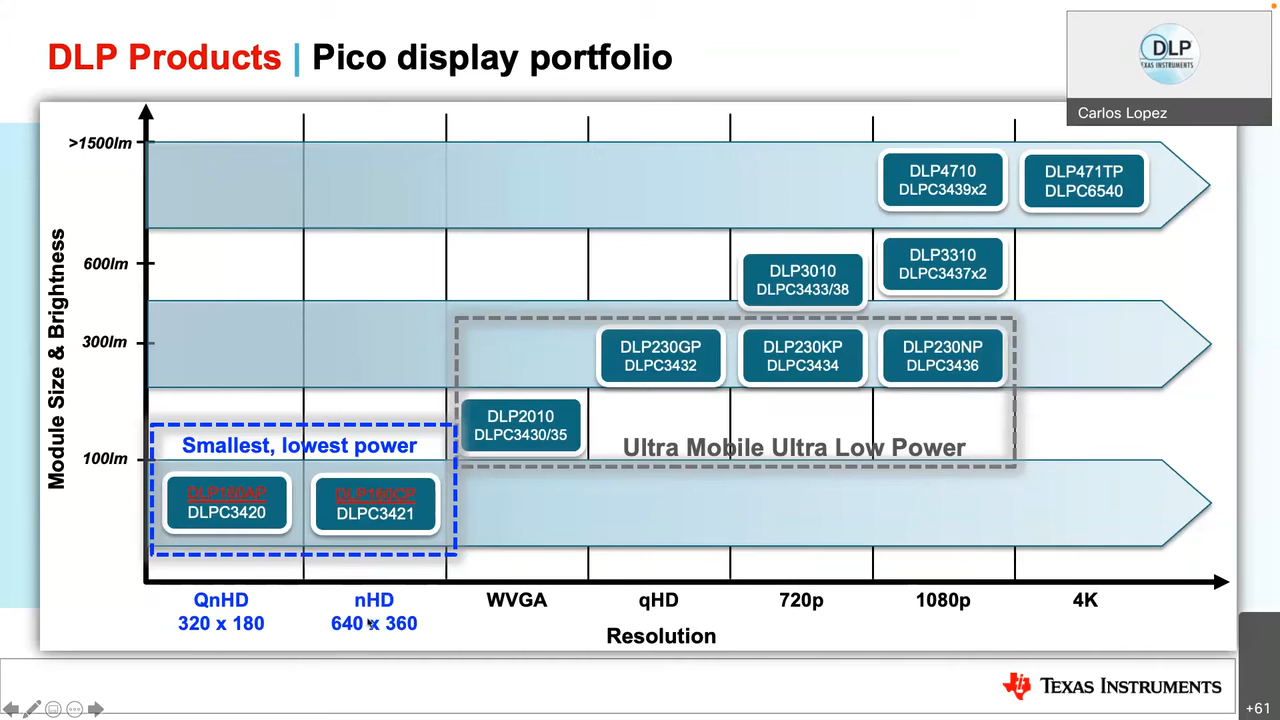 DLP Products | Pico display portfolio
DLP
TEXAS INSTRUMENTS
Carlos Lopez
Module Size & Brightness
>1500lm
600lm
300lm
100lm
DLP4710
DLPC3439x2
DLP471TP
DLPC6540
DLP3010
DLPC3433/38
DLP3310
DLPC3437x2
DLP230GP
DLPC3432
DLP230KP
DLPC3434
DLP230NP
DLPC3436
DLP2010
DLPC3430/35
Ultra Mobile Ultra Low Power
Smallest, lowest power
DLP160AP
DLPC3420
DLP160CP
DLPC3421
QnHD
320 x 180
nHD
640 x 360
WVGA
qHD
720p
1080p
4K
Resolution
TEXAS INSTRUMENTS
+61